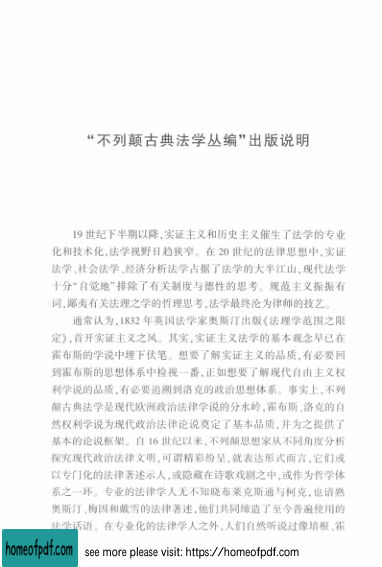 “不列颠古典法学丛编”出版说明
19 世纪下半期以降,实证主义和历史主义催生了法学的专业
化和技术化,法学视野日趋狭窄。在 20 世纪的法律思想中,实证
法学、社会法学、经济分析法学占据了法学的大半江山,现代法学
十分“自觉地”排除了有关制度与德性的思考。规范主义振振有
词,鄙夷有关法理之学的哲理思考,法学最终沦为律师的技艺。
通常认为,1832 年英国法学家奥斯汀出版《法理学范围之限
定》,首开实证主义之风。其实,实证主义法学的基本观念早已在
霍布斯的学说中埋下伏笔。想要了解实证主义的品质,有必要回
到霍布斯的思想体系中检视一番,正如想要了解现代自由主义权
利学说的品质,有必要追溯到洛克的政治思想体系。事实上,不列
颠古典法学是现代欧洲政治法律学说的分水岭,霍布斯、洛克的自
然权利学说为现代政治法律论说奠定了基本品质,并为之提供了
基本的论说框架。自 16 世纪以来,不列颠思想家从不同角度分析
探究现代政治法律文明,可谓精彩纷呈,就表达形式而言,它们或
以专门化的法律著述示人,或隐藏在诗歌戏剧之中,或作为哲学体
系之一环。专业的法律学人无不知晓布莱克斯通与柯克,也谙熟
奥斯汀、梅因和戴雪的法律著述,他们共同缔造了至今普遍使用的
法学话语。在专业化的法律学人之外,人们自然听说过像培根、霍
homeofpdf.com
see more please visit: https://homeofpdf.com